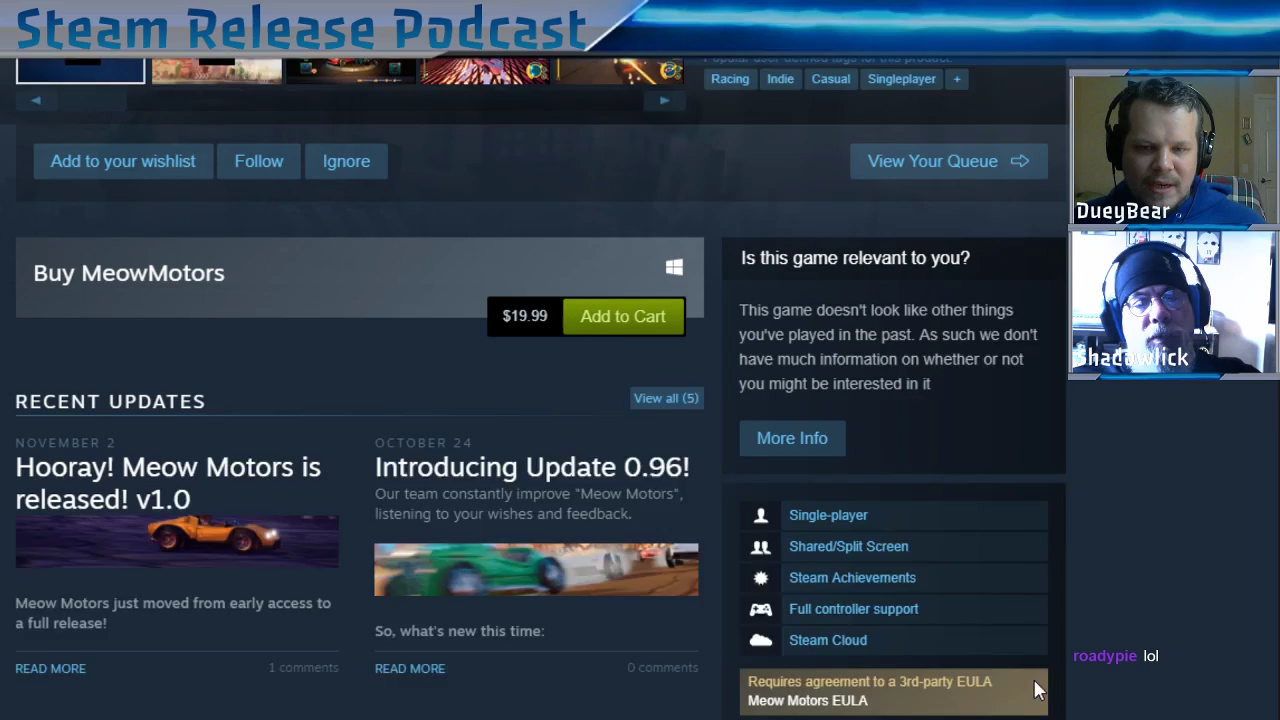 Steam Release Podcast
Popular user-defined tags for this product:
Racing Indie Casual Singleplayer +
Add to your wishlist Follow Ignore View Your Queue
Buy MeowMotors
$19.99 Add to Cart
Is this game relevant to you?
This game doesn't look like other things
you've played in the past. As such we don't
have much information on whether or not
you might be interested in it
More Info
RECENT UPDATES View all (5)
NOVEMBER 2
Hooray! Meow Motors is
released! v1.0
Meow Motors just moved from early access to
a full release!
READ MORE 1 comments
OCTOBER 24
Introducing Update 0.96!
Our team constantly improve "Meow Motors",
listening to your wishes and feedback.
So, what's new this time:
READ MORE 0 comments
Single-player
Shared/Split Screen
Steam Achievements
Full controller support
Steam Cloud
Requires agreement to a 3rd-party EULA
Meow Motors EULA
DueyBear
Shadowlick
roadypie lol